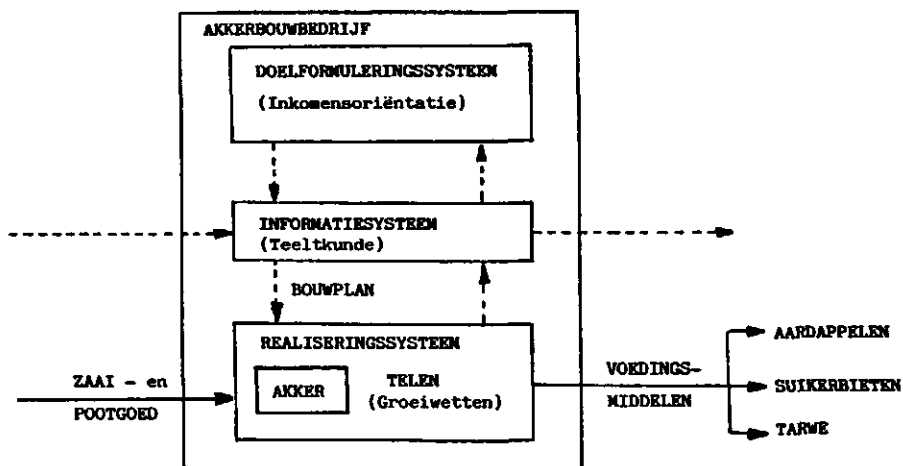 AKKERBOUWBEDRIJF
DOELFORMULERINGSSYSTEEM
(Inkomensoriëntatie)
INFORMATIESYSTEEM
(Teeltkunde)
BOUWPLAN
REALISERINGSSYSTEEM
AKKER
TELEN
(Groeiwetten)
ZAAI - en
POOTGOED
VOEDINGS-
MIDDELEN
AARDAPPELEN
SUIKERBIETEN
TARWE